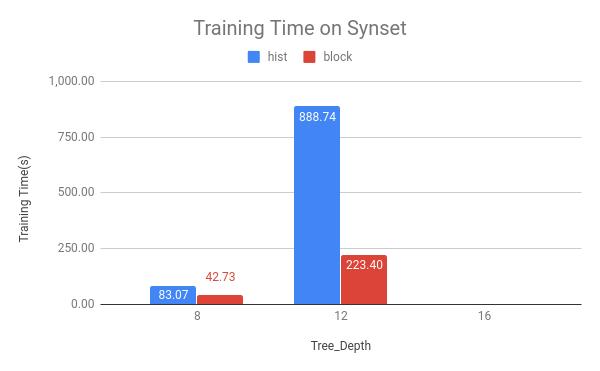 Training Time on Synset
hist block
1,000.00
750.00
500.00
250.00
0.00
Training Time(s)
83.07
42.73
888.74
223.40
8 12 16
Tree_Depth